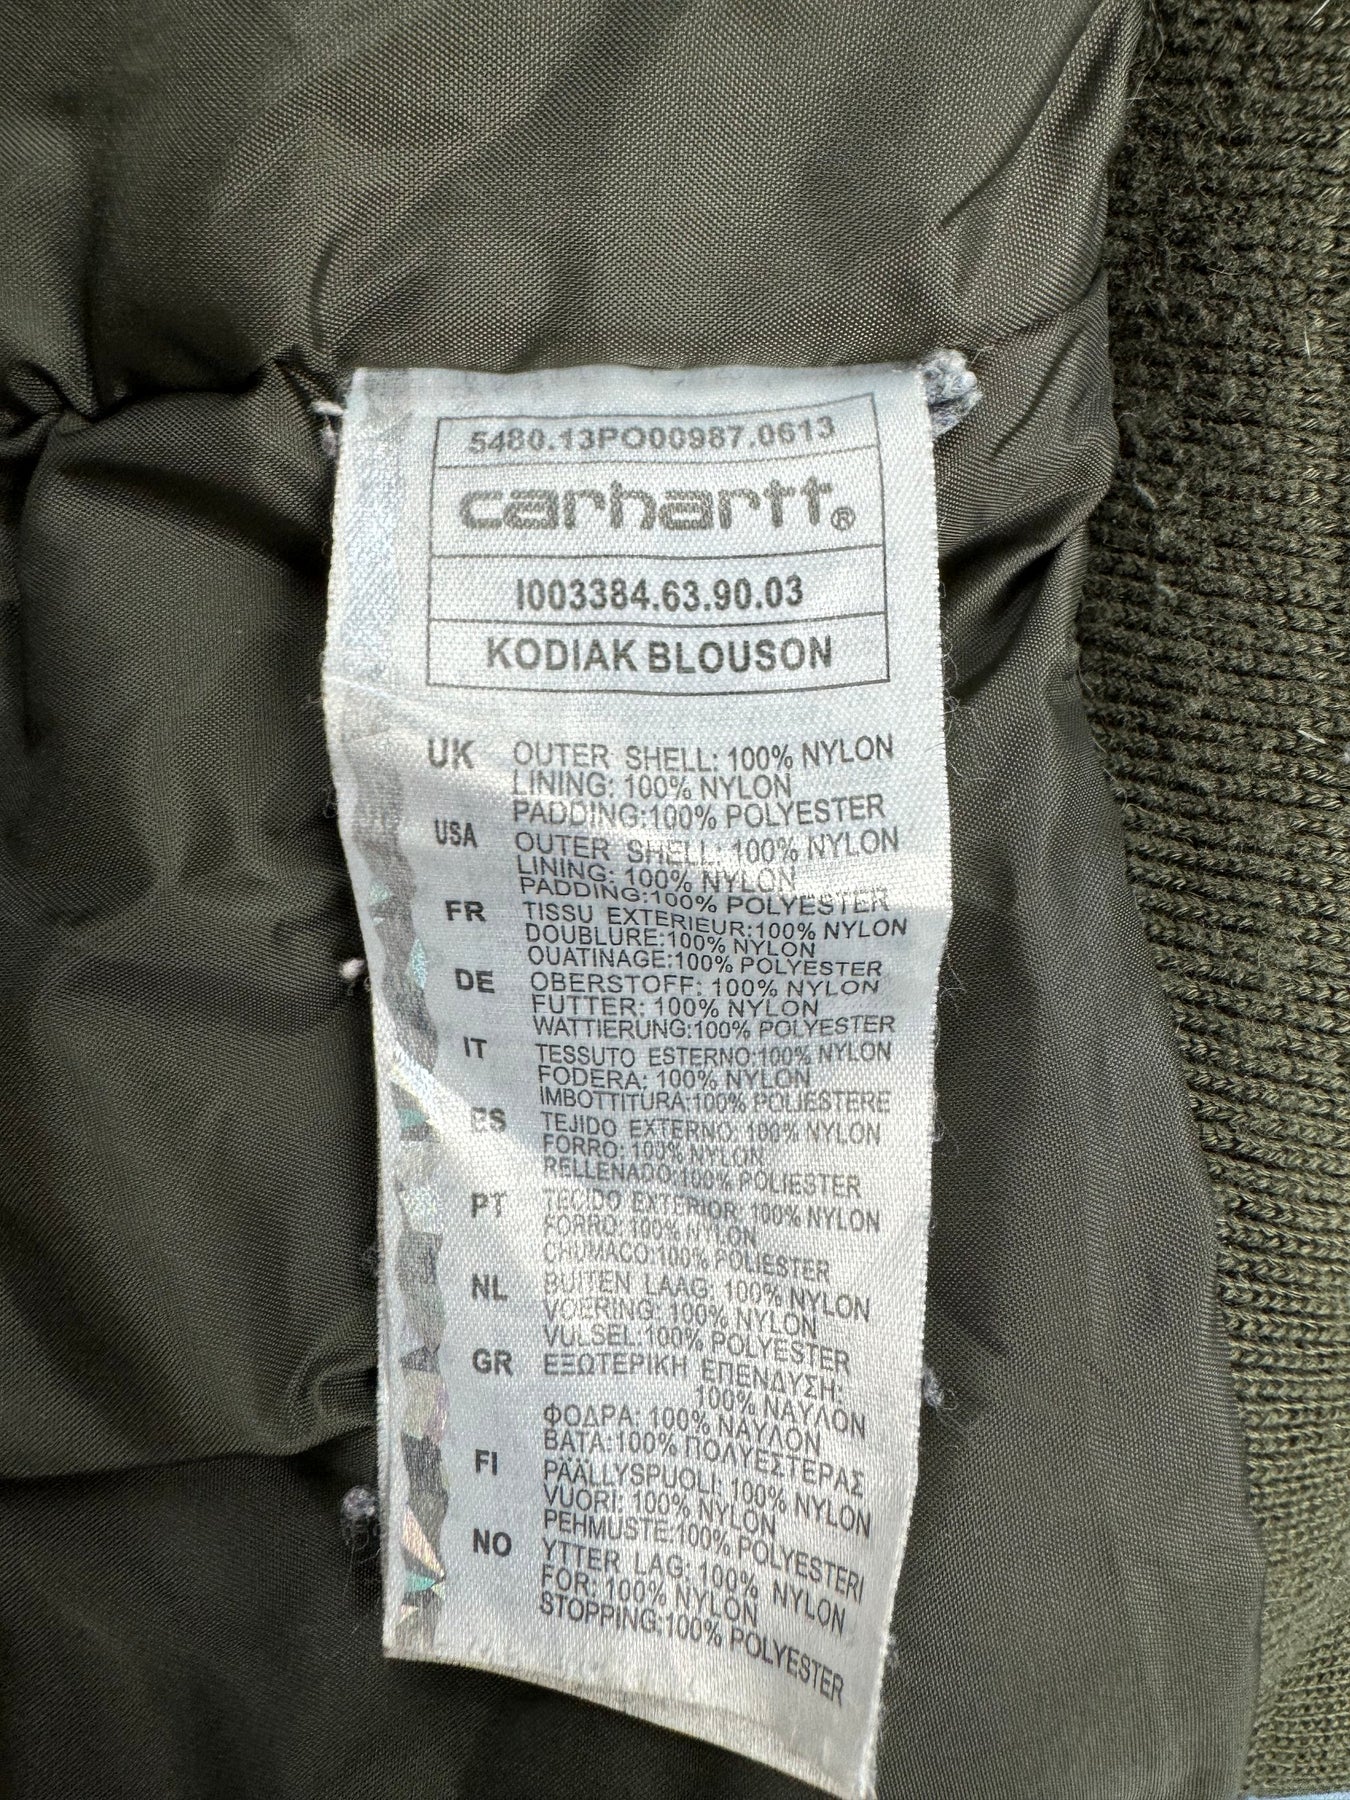 5480.13PO00987.0613
carhartt®
I003384.63.90.03
KODIAK BLOUSON
UK OUTER SHELL: 100% NYLON
LINING: 100% NYLON
PADDING:100% POLYESTER
USA OUTER SHELL: 100% NYLON
LINING: 100% NYLON
PADDING:100% POLYESTER
FR TISSU EXTERIEUR:100% NYLON
DOUBLURE:100% NYLON
OUATINAGE:100% POLYESTER
DE OBERSTOFF: 100% NYLON
FUTTER: 100% NYLON
WATTIERUNG:100% POLYESTER
IT TESSUTO ESTERNO:100% NYLON
FODERA: 100% NYLON
IMBOTTITURA:100% POLIESTERE
ES TEJIDO EXTERNO: 100% NYLON
FORRO: 100% NYLON
RELLENADO:100% POLIESTER
PT TECIDO EXTERIOR: 100% NYLON
FORRO: 100% NYLON
CHUMACO:100% POLIESTER
NL BUITEN LAAG: 100% NYLON
VOERING: 100% NYLON
VULSEL:100% POLYESTER
GR ΕΞΩΤΕΡΙΚΗ ΕΠΕΝΔΥΣΗ:
100% ΝΑΥΛΟΝ
ΦΟΔΡΑ: 100% ΝΑΥΛΟΝ
ΒΑΤΑ:100% ΠΟΛΥΕΣΤΕΡΑΣ
FI PÄÄLLYSPUOLI: 100% NYLON
VUORI: 100% NYLON
PEHMUSTE:100% POLYESTERI
NO YTTER LAG: 100% NYLON
FOR: 100% NYLON
STOPPING:100% POLYESTER